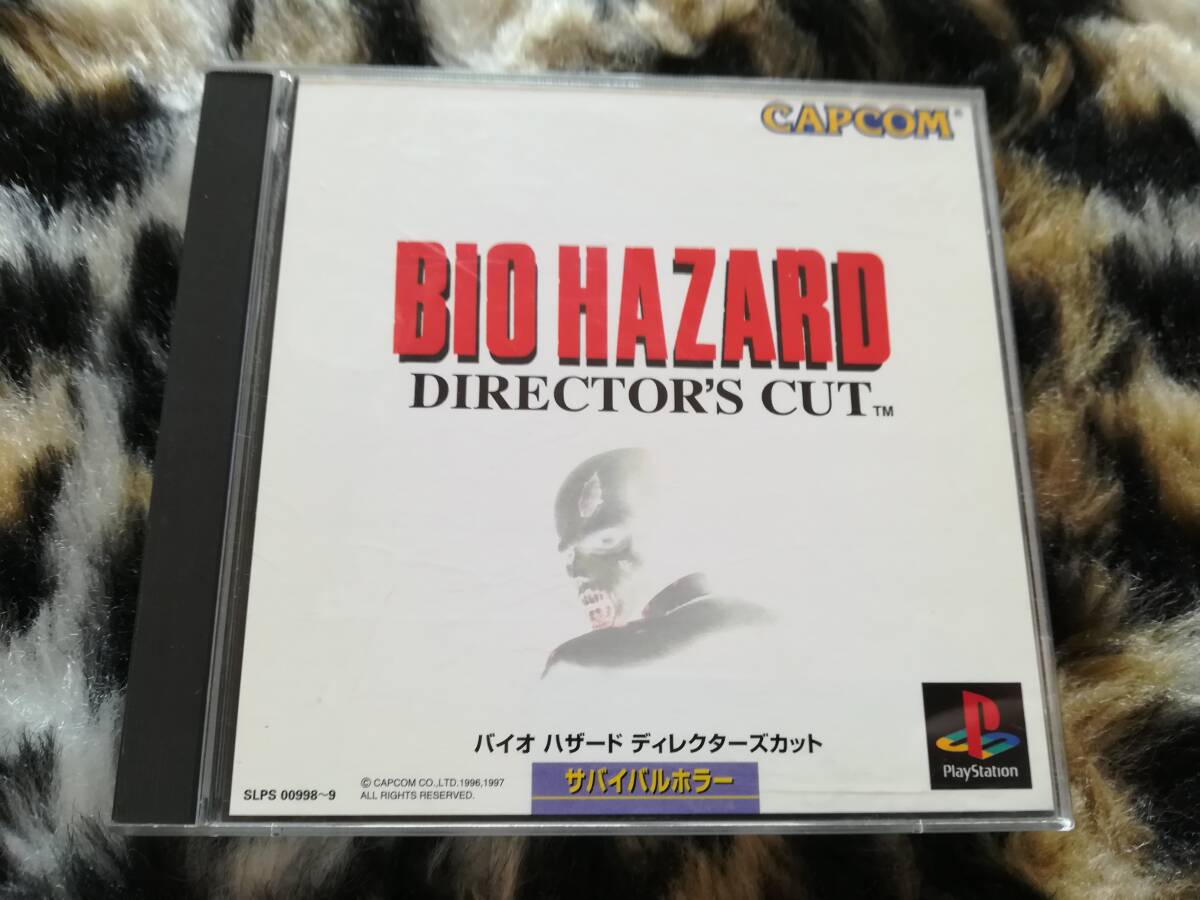 CAPCOM®
BIO HAZARD
DIRECTOR'S CUT™
バイオ ハザード ディレクターズカット
サバイバルホラー
SLPS 00998~9
© CAPCOM CO.,LTD.1996,1997
ALL RIGHTS RESERVED.
PlayStation